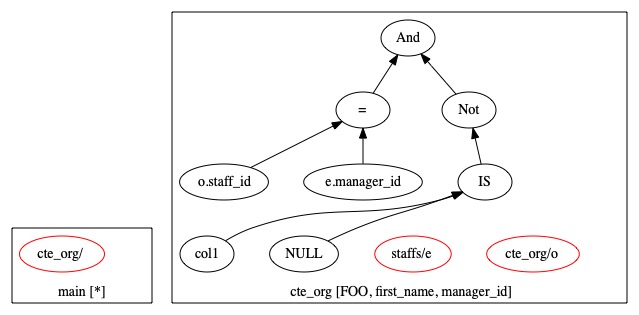 And
=
Not
o.staff_id
e.manager_id
IS
cte_org/
col1
NULL
staffs/e
cte_org/o
main [*]
cte_org [FOO, first_name, manager_id]